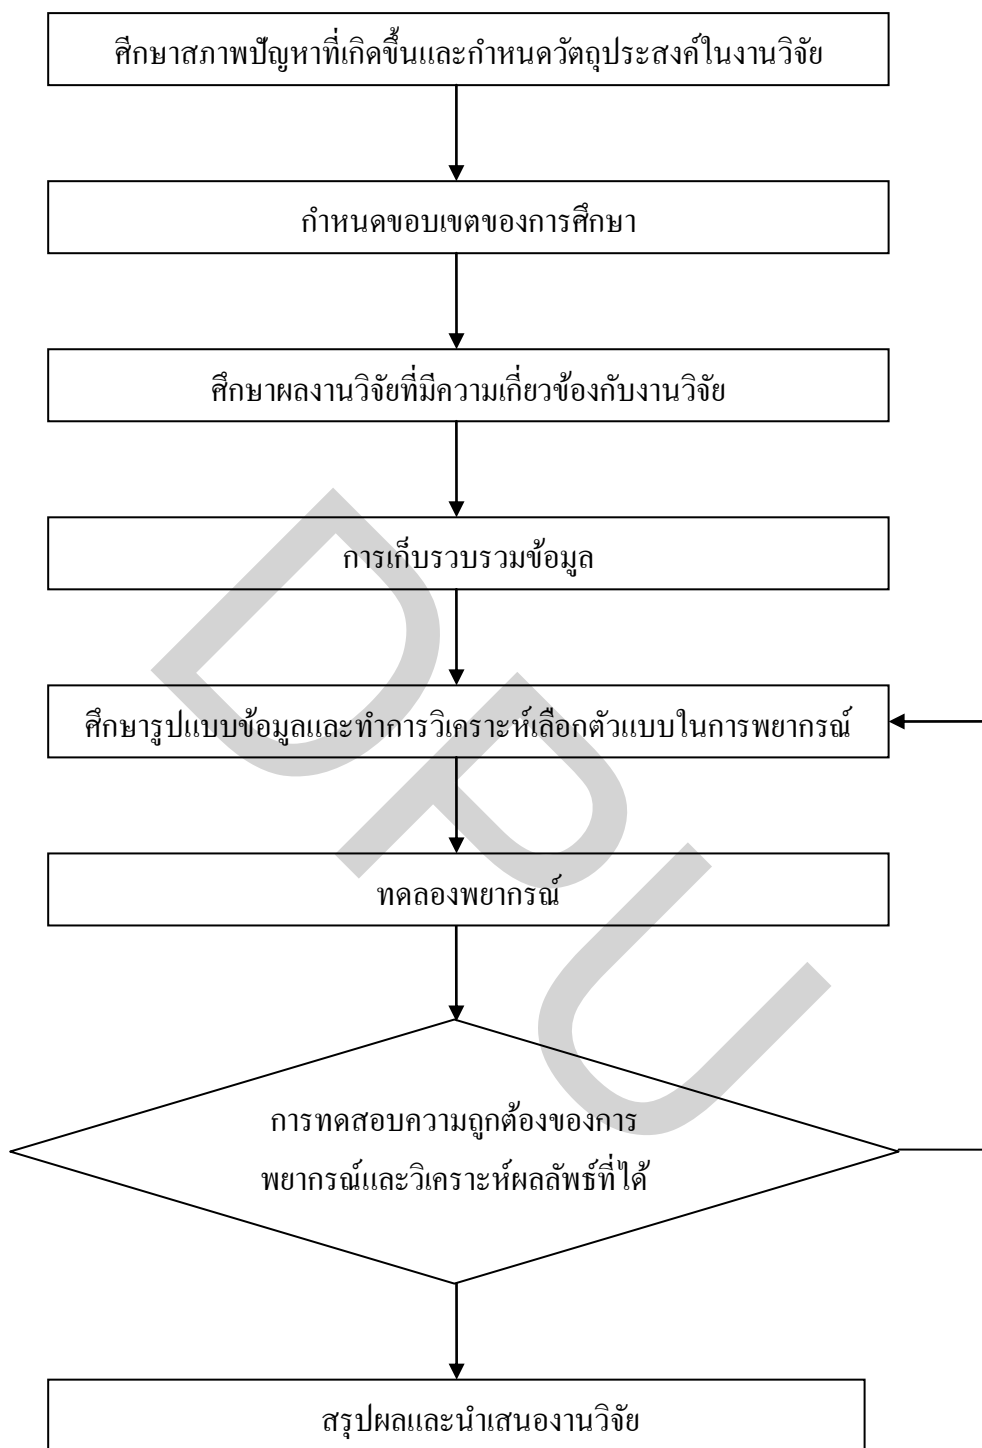 ศึกษาสภาพปัญหาที่เกิดขึ้นและกำหนดวัตถุประสงค์ในงานวิจัย
กำหนดขอบเขตของการศึกษา
ศึกษาผลงานวิจัยที่มีความเกี่ยวข้องกับงานวิจัย
การเก็บรวบรวมข้อมูล
ศึกษารูปแบบข้อมูลและทำการวิเคราะห์เลือกตัวแบบในการพยากรณ์
ทดลองพยากรณ์
การทดสอบความถูกต้องของการ
พยากรณ์และวิเคราะห์ผลลัพธ์ที่ได้
สรุปผลและนำเสนองานวิจัย
DPU